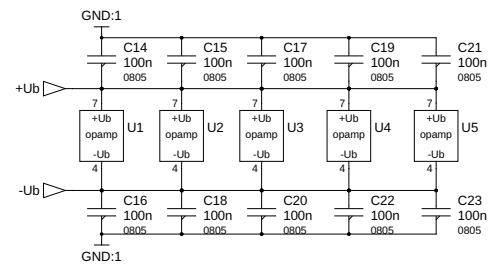 GND:1
C14 C15 C17 C19 C21
100n 100n 100n 100n 100n
0805 0805 0805 0805 0805
+Ub
7 7 7 7 7
+Ub +Ub +Ub +Ub +Ub
opamp U1 opamp U2 opamp U3 opamp U4 opamp U5
-Ub -Ub -Ub -Ub -Ub
4 4 4 4 4
-Ub
C16 C18 C20 C22 C23
100n 100n 100n 100n 100n
0805 0805 0805 0805 0805
GND:1